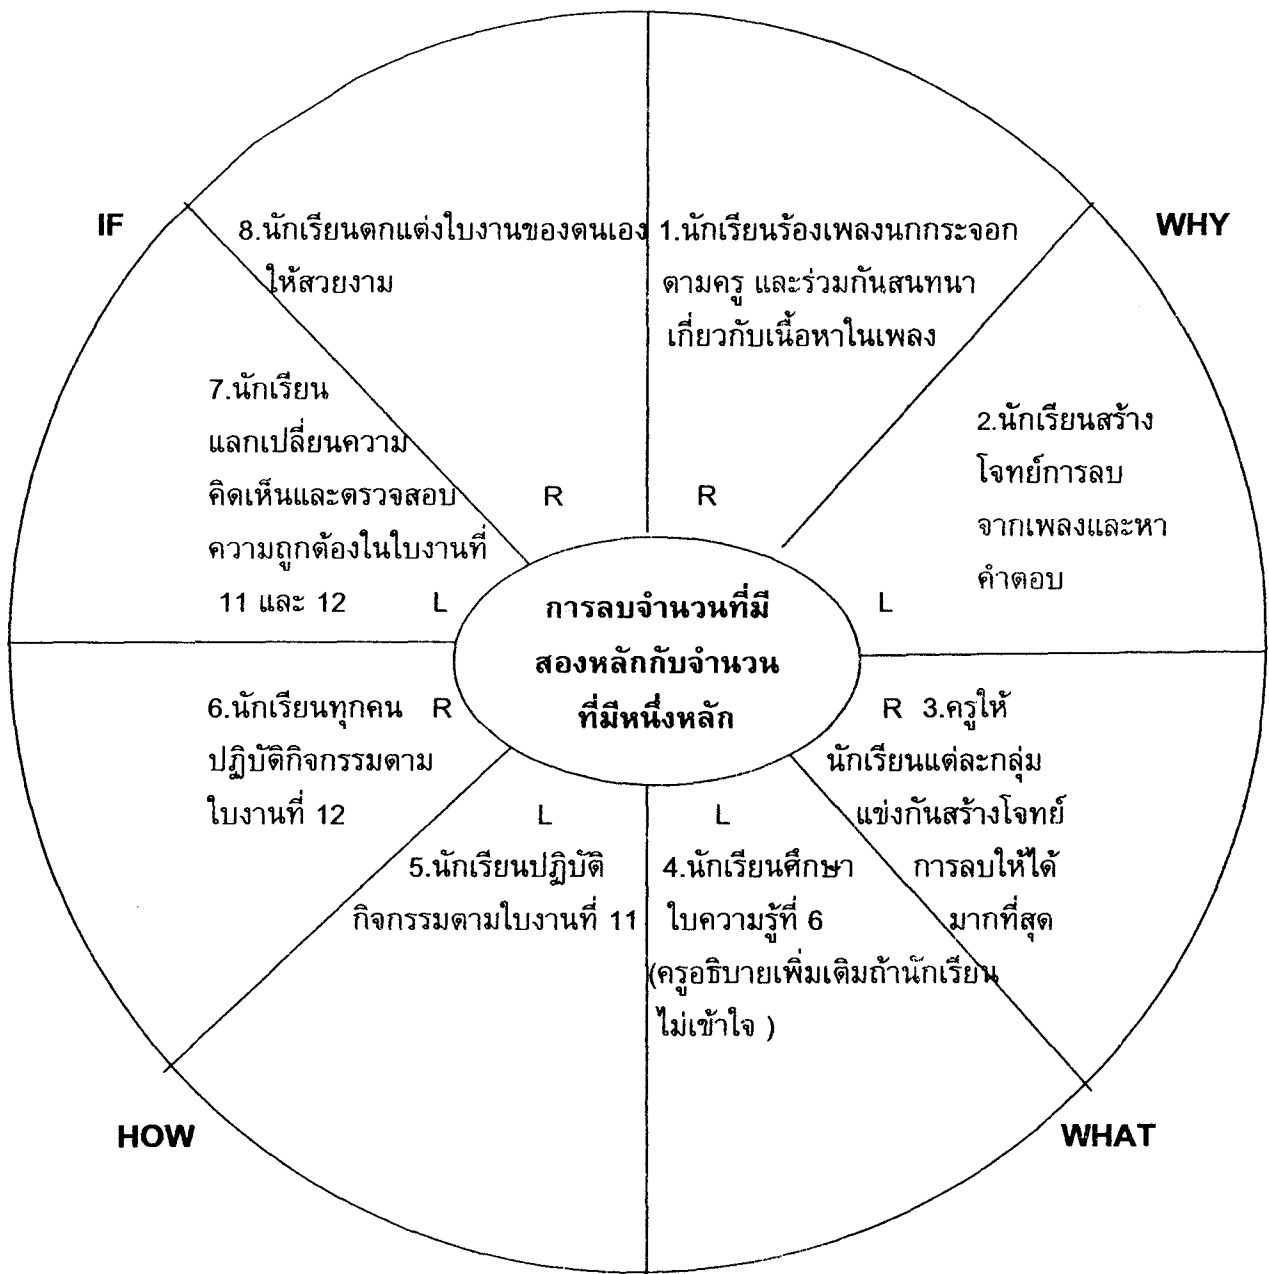 IF
8.นักเรียนตกแต่งใบงานของตนเอง
ให้สวยงาม
1.นักเรียนร้องเพลงนกกระจอก
ตามครู และร่วมกันสนทนา
เกี่ยวกับเนื้อหาในเพลง
WHY
7.นักเรียน
แลกเปลี่ยนความ
คิดเห็นและตรวจสอบ
ความถูกต้องในใบงานที่
11 และ 12
L
R
R
2.นักเรียนสร้าง
โจทย์การลบ
จากเพลงและหา
คำตอบ
L
การลบจำนวนที่มี
สองหลักกับจำนวน
ที่มีหนึ่งหลัก
6.นักเรียนทุกคน R
ปฏิบัติกิจกรรมตาม
ใบงานที่ 12
R 3.ครูให้
นักเรียนแต่ละกลุ่ม
แข่งกันสร้างโจทย์
การลบให้ได้
มากที่สุด
L
5.นักเรียนปฏิบัติ
กิจกรรมตามใบงานที่ 11
L
4.นักเรียนศึกษา
ใบความรู้ที่ 6
(ครูอธิบายเพิ่มเติมถ้านักเรียน
ไม่เข้าใจ )
HOW
WHAT